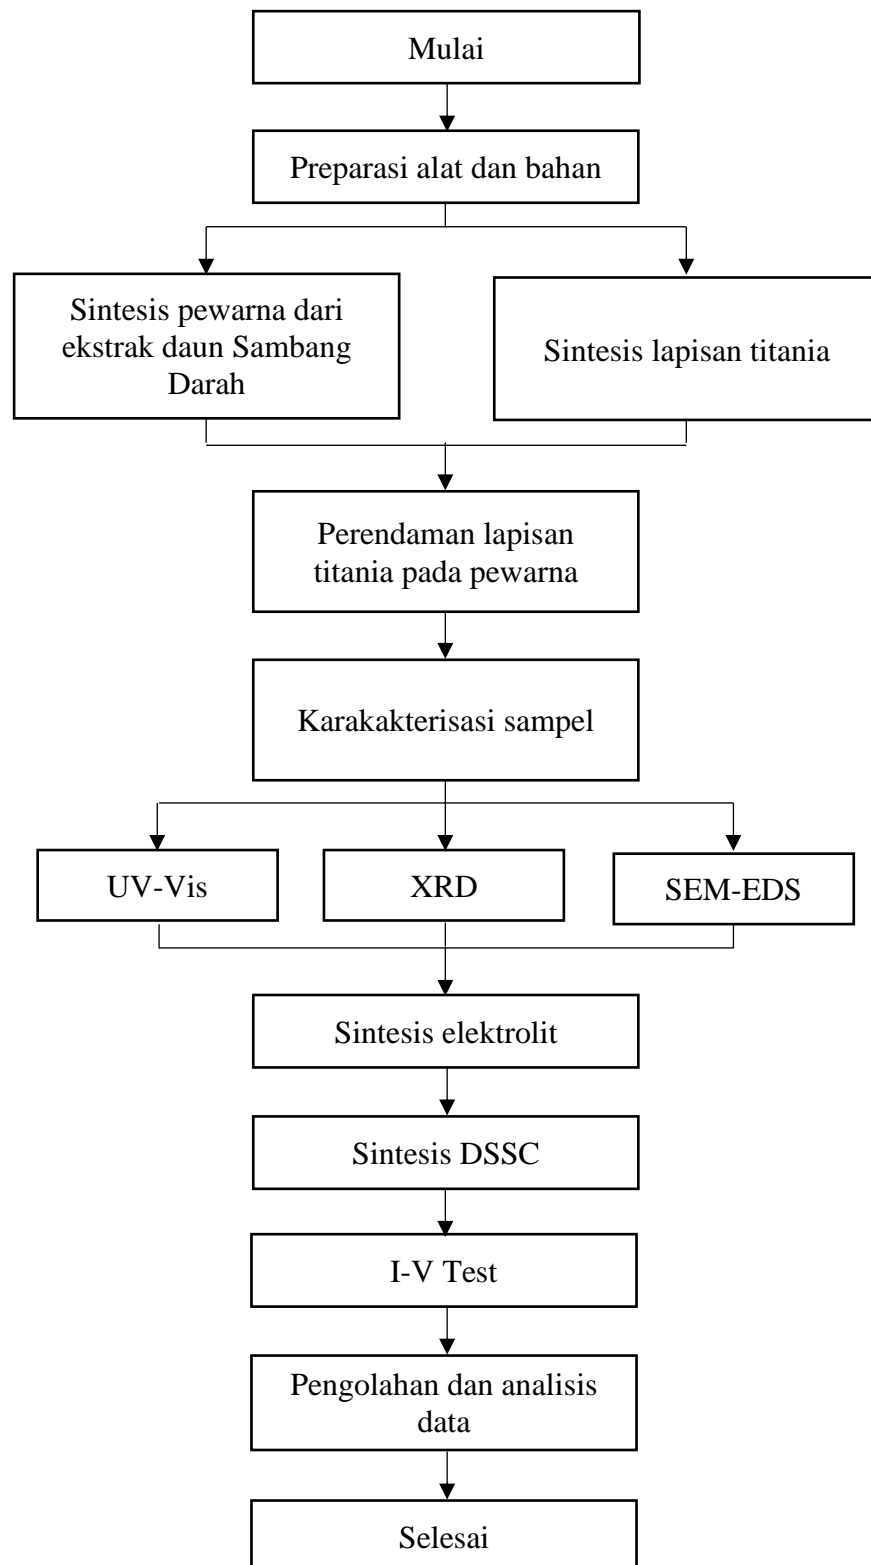 Mulai
Preparasi alat dan bahan
Sintesis pewarna dari
ekstrak daun Sambang
Darah
Sintesis lapisan titania
Perendaman lapisan
titania pada pewarna
Karakakterisasi sampel
UV-Vis
XRD
SEM-EDS
Sintesis elektrolit
Sintesis DSSC
I-V Test
Pengolahan dan analisis
data
Selesai